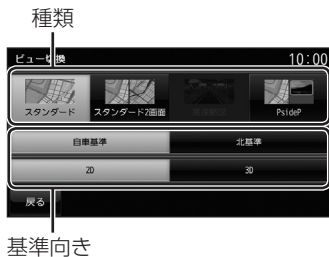 種類
ビュー切換 10:00
スタンダード スタンダード2画面 PsideP
自車基準 北基準
2D 3D
戻る
基準向き